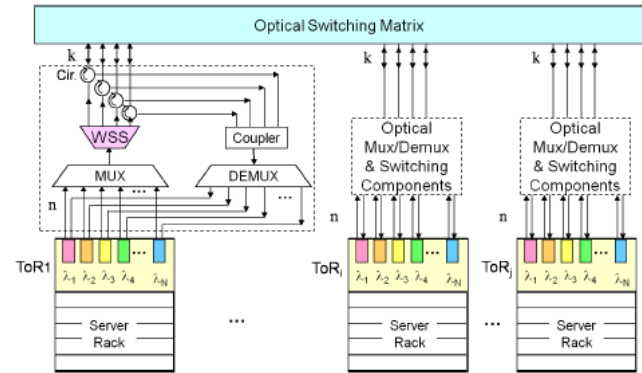 Optical Switching Matrix
k
k
k
Cir.
WSS
Coupler
MUX
DEMUX
...
...
n
Optical
Mux/Demux
& Switching
Components
n
Optical
Mux/Demux
& Switching
Components
n
ToR1
λ1 λ2 λ3 λ4 ... λN
ToRi
λ1 λ2 λ3 λ4 ... λN
ToRj
λ1 λ2 λ3 λ4 ... λN
Server
Rack
...
Server
Rack
...
Server
Rack